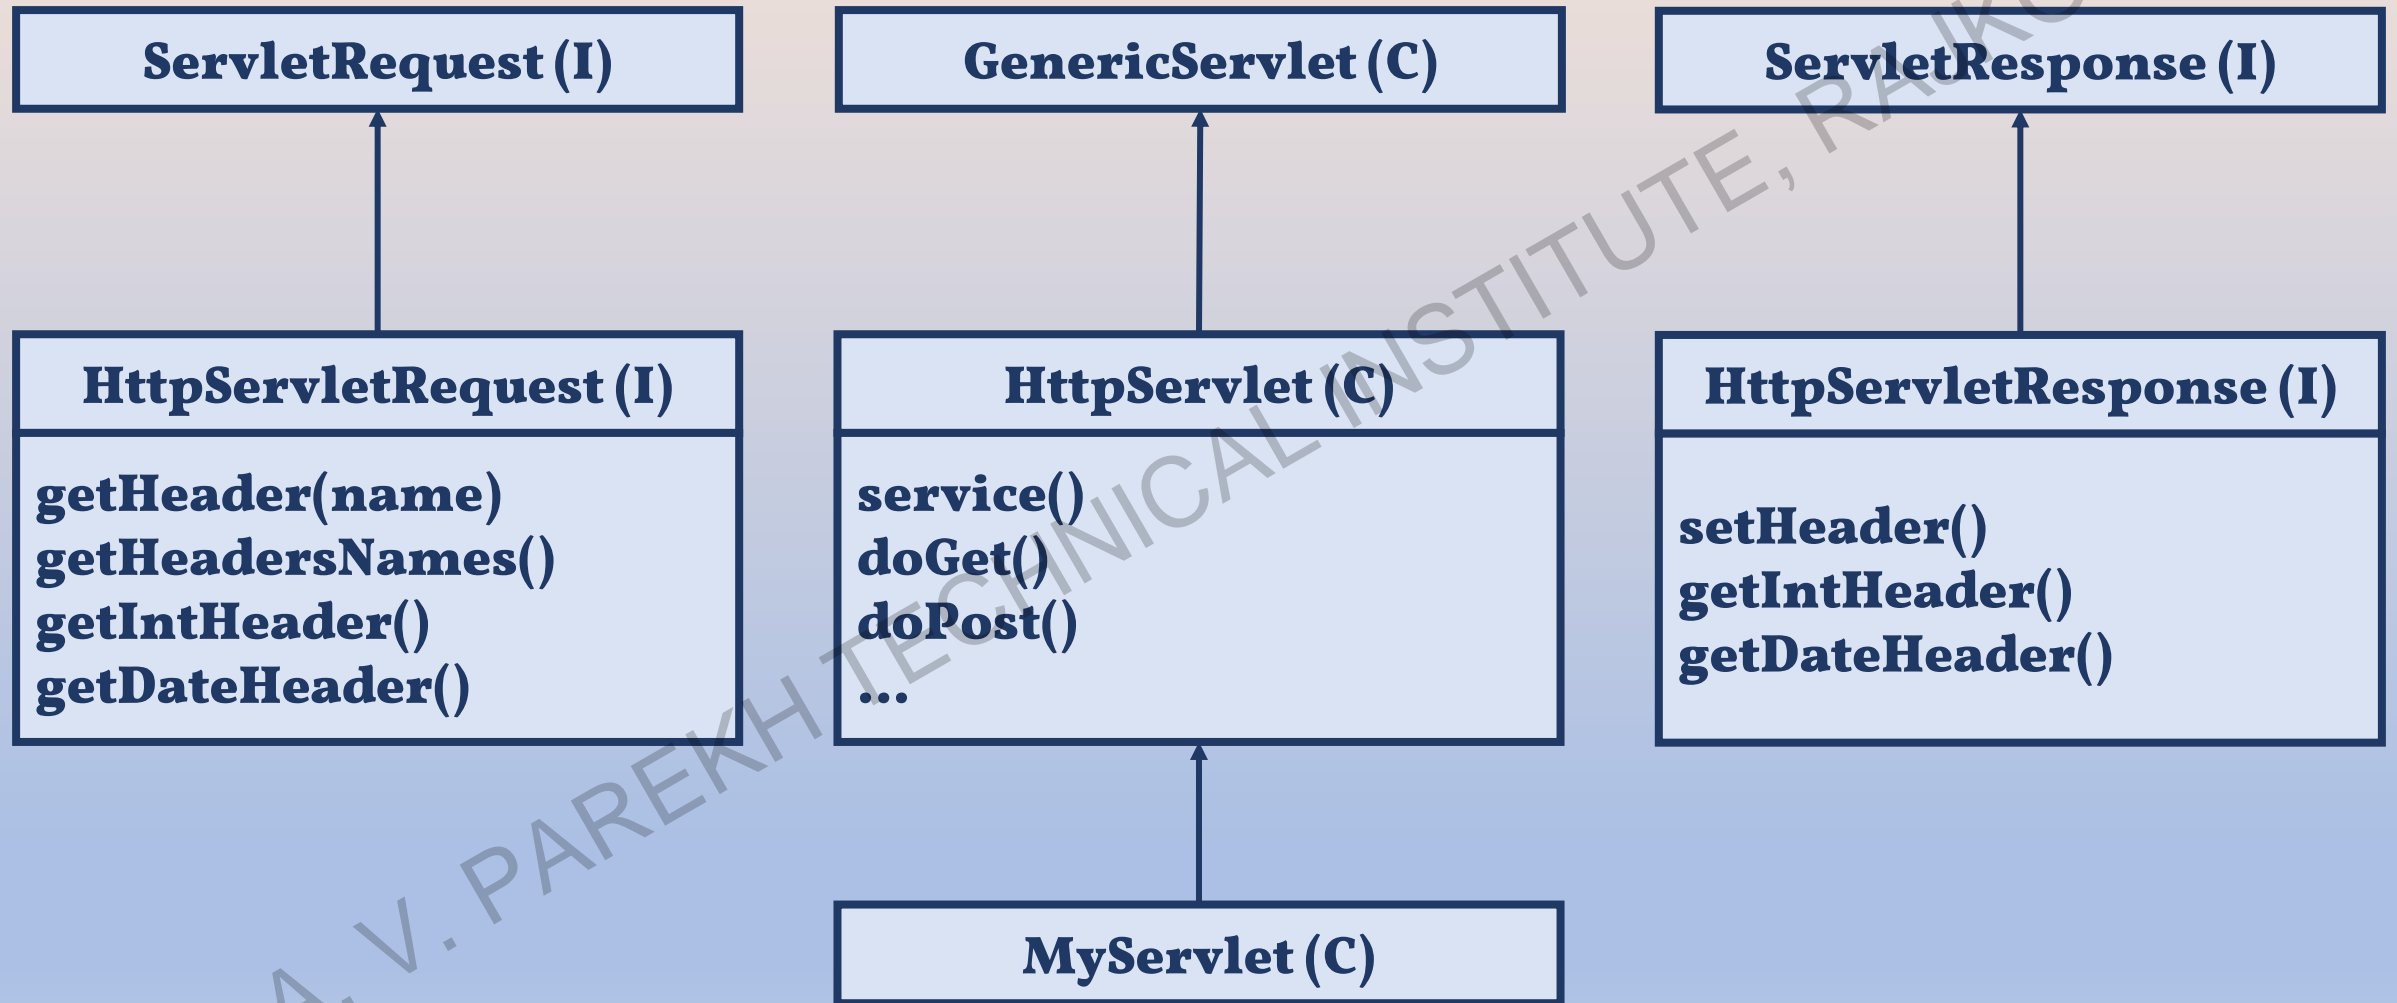 ServletRequest (I)
GenericServlet (C)
ServletResponse (I)
HttpServletRequest (I)
getHeader(name)
getHeadersNames()
getIntHeader()
getDateHeader()
HttpServlet (C)
service()
doGet()
doPost()
...
HttpServletResponse (I)
setHeader()
getIntHeader()
getDateHeader()
MyServlet (C)
A. V. PAREKH TECHNICAL INSTITUTE,